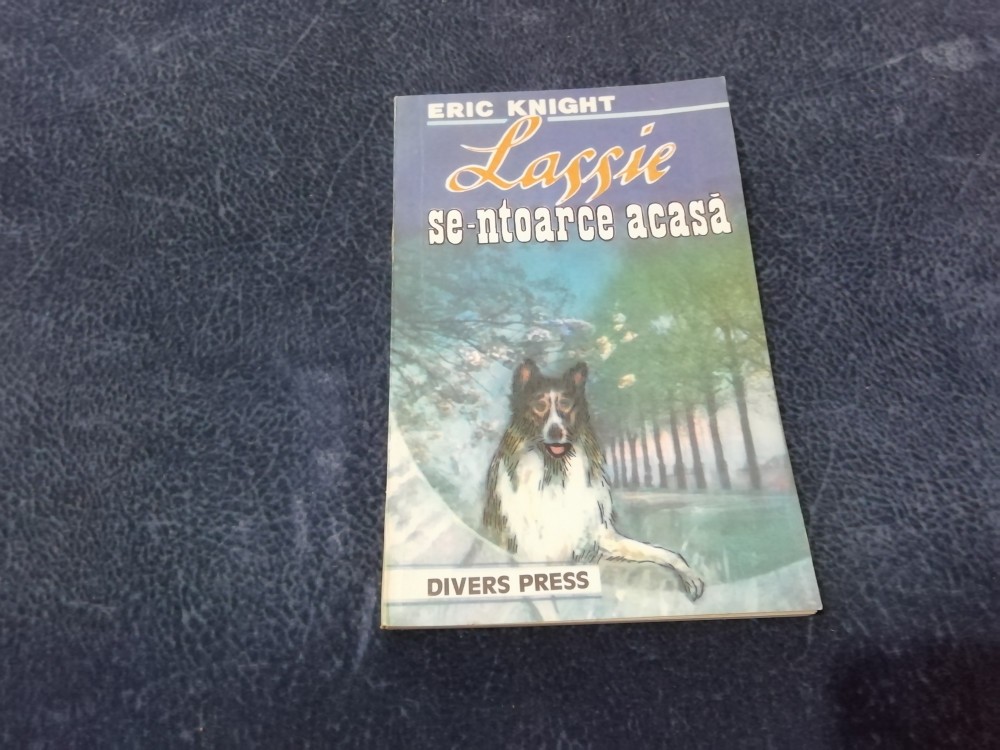 ERIC KNIGHT
Lassie
se-ntoarce acasă
DIVERS PRESS